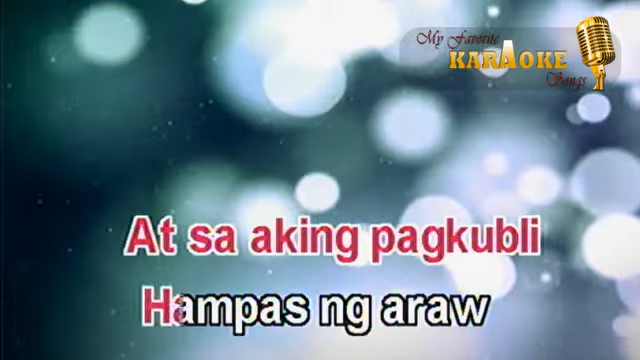 My Favorite
KARAOKE
Songs
At sa aking pagkubli
Hampas ng araw